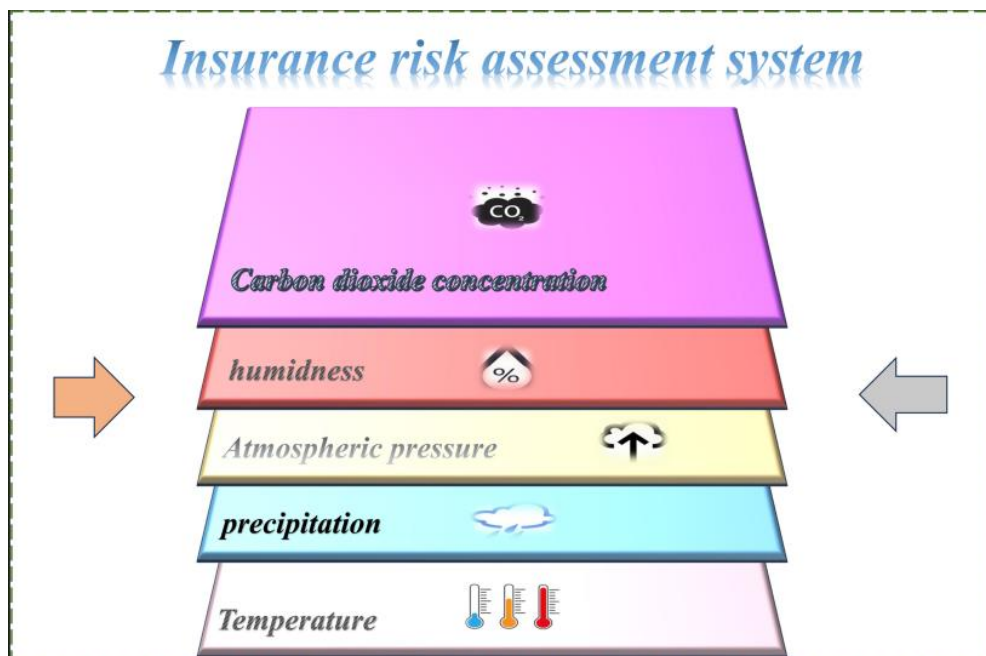 Insurance risk assessment system
CO₂
Carbon dioxide concentration
humidness
%
Atmospheric pressure
precipitation
Temperature